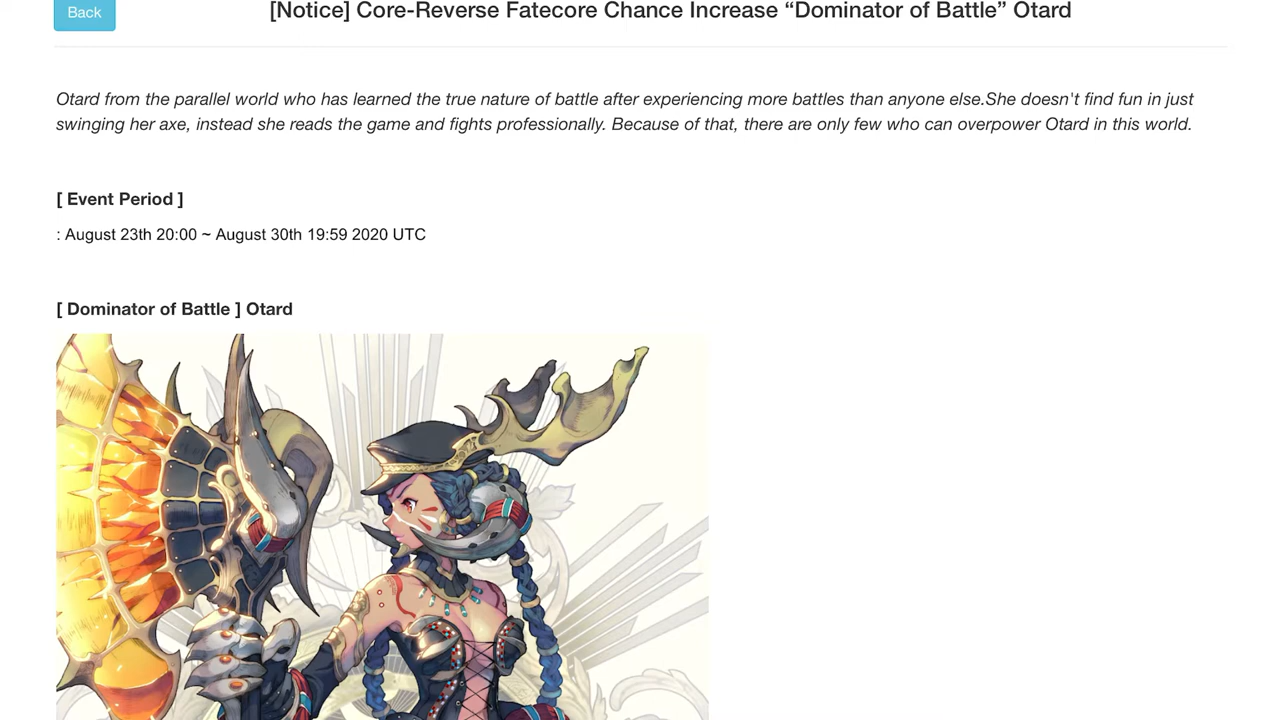 Back
[Notice] Core-Reverse Fatecore Chance Increase “Dominator of Battle” Otard
Otard from the parallel world who has learned the true nature of battle after experiencing more battles than anyone else.She doesn't find fun in just
swinging her axe, instead she reads the game and fights professionally. Because of that, there are only few who can overpower Otard in this world.
[ Event Period ]
: August 23th 20:00 ~ August 30th 19:59 2020 UTC
[ Dominator of Battle ] Otard